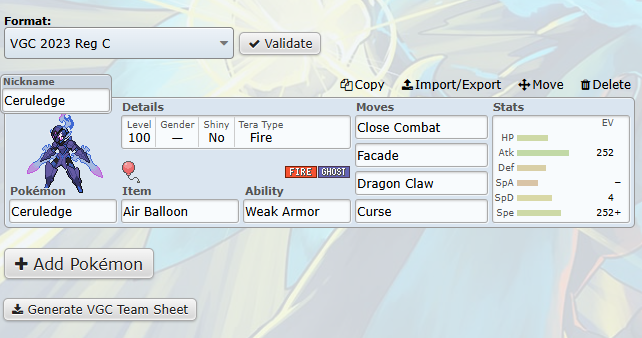 Format:
VGC 2023 Reg C
Validate
Nickname
Ceruledge
Copy Import/Export Move Delete
Details
Level Gender Shiny Tera Type
100 — No Fire
FIRE GHOST
Pokémon Item Ability
Ceruledge Air Balloon Weak Armor
Moves
Close Combat
Facade
Dragon Claw
Curse
Stats
EV
HP
Atk 252
Def
SpA –
SpD 4
Spe 252+
Add Pokémon
Generate VGC Team Sheet